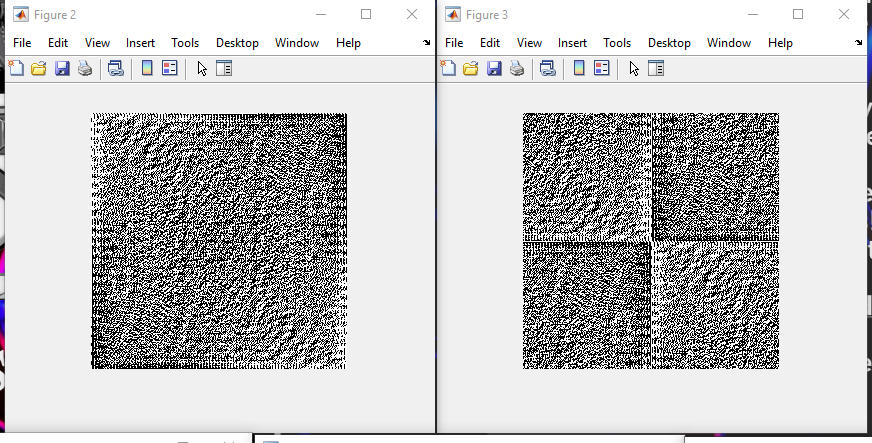 Figure 2
File Edit View Insert Tools Desktop Window Help
Figure 3
File Edit View Insert Tools Desktop Window Help